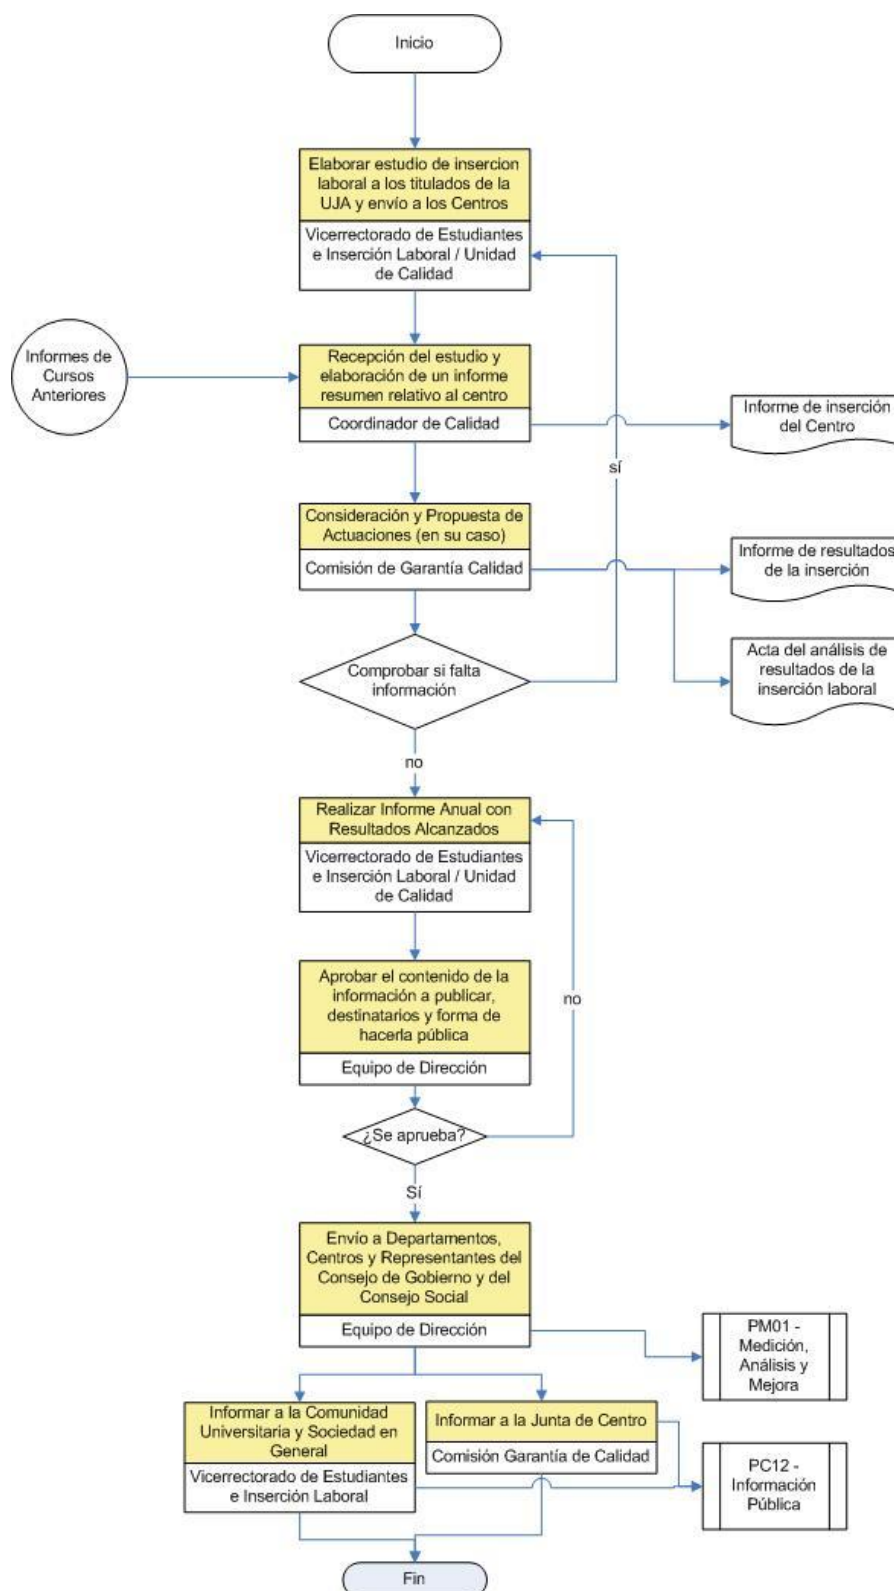 Inicio
Elaborar estudio de insercion
laboral a los titulados de la
UJA y envío a los Centros
Vicerrectorado de Estudiantes
e Inserción Laboral / Unidad
de Calidad
Informes de
Cursos
Anteriores
Recepción del estudio y
elaboración de un informe
resumen relativo al centro
Coordinador de Calidad
Informe de inserción
del Centro
sí
Consideración y Propuesta de
Actuaciones (en su caso)
Comisión de Garantía Calidad
Informe de resultados
de la inserción
Acta del análisis de
resultados de la
inserción laboral
Comprobar si falta
información
no
Realizar Informe Anual con
Resultados Alcanzados
Vicerrectorado de Estudiantes
e Inserción Laboral / Unidad
de Calidad
Aprobar el contenido de la
información a publicar,
destinatarios y forma de
hacerla pública
Equipo de Dirección
no
¿Se aprueba?
Sí
Envío a Departamentos,
Centros y Representantes del
Consejo de Gobierno y del
Consejo Social
Equipo de Dirección
PM01 -
Medición,
Análisis y
Mejora
Informar a la Comunidad
Universitaria y Sociedad en
General
Vicerrectorado de Estudiantes
e Inserción Laboral
Informar a la Junta de Centro
Comisión Garantía de Calidad
PC12 -
Información
Pública
Fin